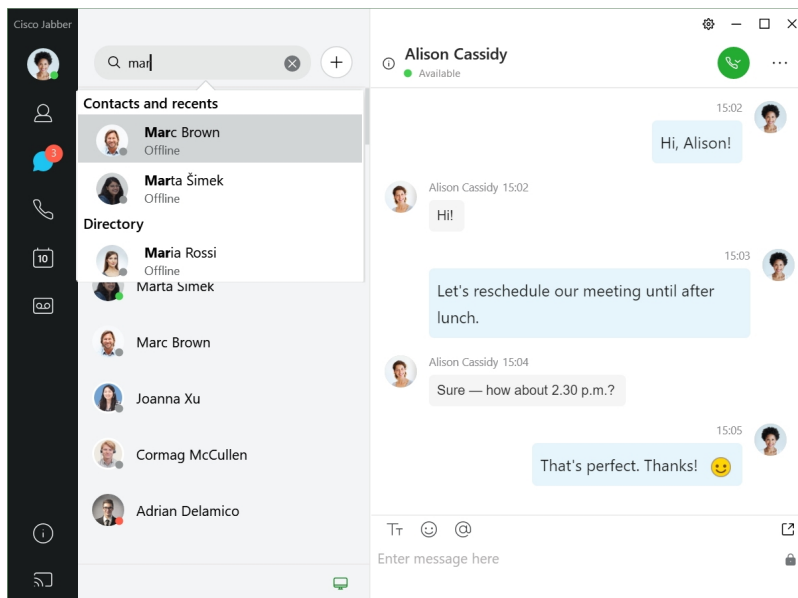 Cisco Jabber
mar
Contacts and recents
Marc Brown
Offline
Marta Šimek
Offline
Directory
Maria Rossi
Offline
Marta Simek
Marc Brown
Joanna Xu
Cormag McCullen
Adrian Delamico
3
10
Alison Cassidy
Available
15:02
Hi, Alison!
Alison Cassidy 15:02
Hi!
15:03
Let's reschedule our meeting until after
lunch.
Alison Cassidy 15:04
Sure — how about 2.30 p.m.?
15:05
That's perfect. Thanks!
Enter message here